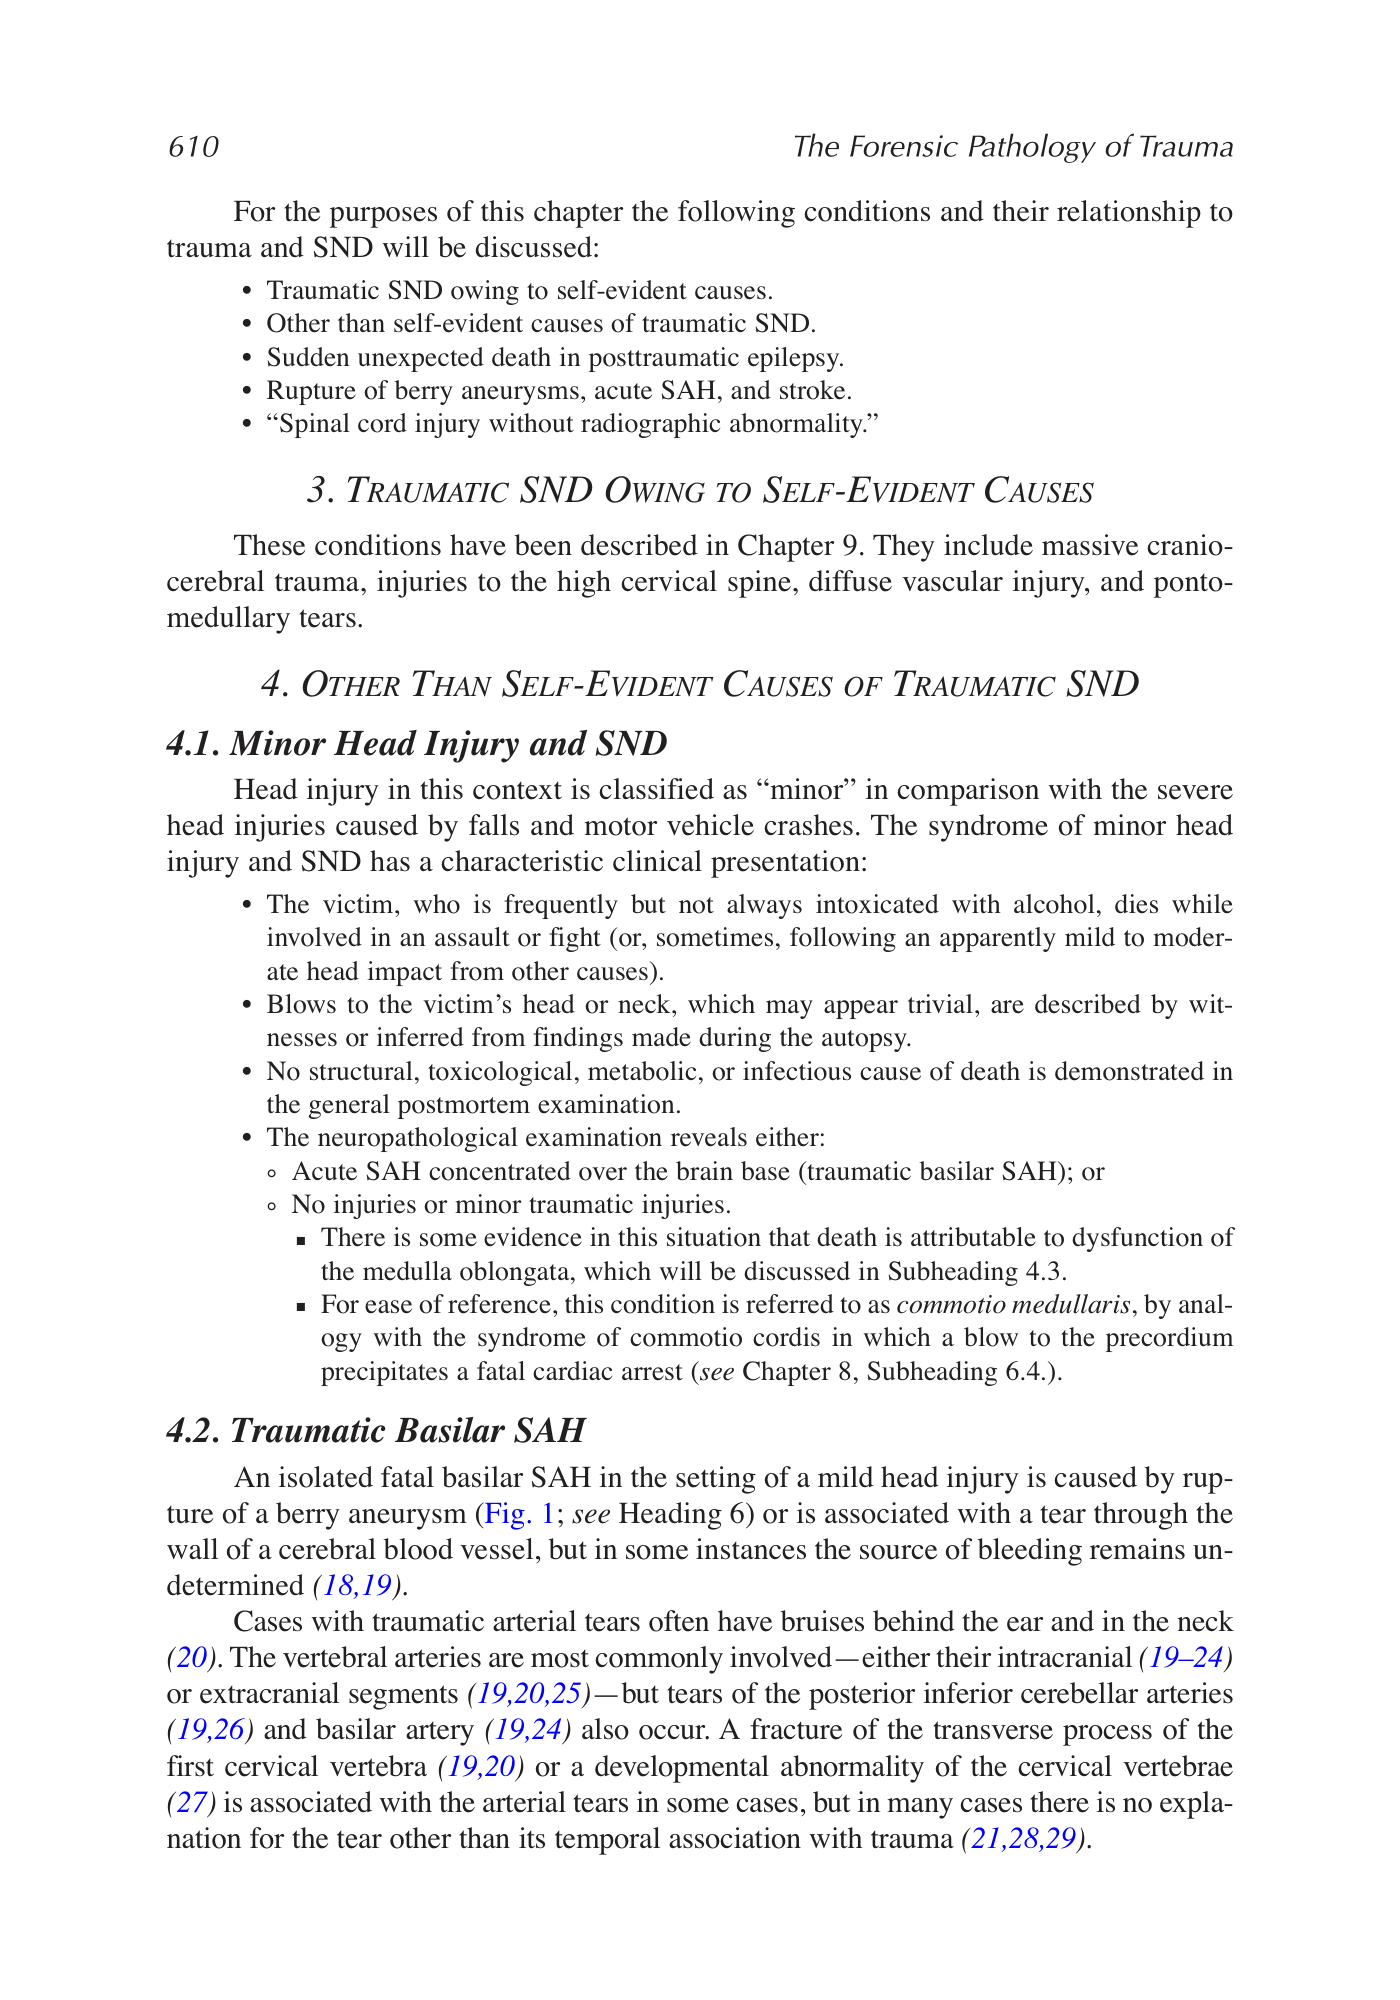 610 The Forensic Pathology of Trauma
For the purposes of this chapter the following conditions and their relationship to
trauma and SND will be discussed:
• Traumatic SND owing to self-evident causes.
• Other than self-evident causes of traumatic SND.
• Sudden unexpected death in posttraumatic epilepsy.
• Rupture of berry aneurysms, acute SAH, and stroke.
• “Spinal cord injury without radiographic abnormality.”
3. TRAUMATIC SND OWING TO SELF-EVIDENT CAUSES
These conditions have been described in Chapter 9. They include massive cranio-
cerebral trauma, injuries to the high cervical spine, diffuse vascular injury, and ponto-
medullary tears.
4. OTHER THAN SELF-EVIDENT CAUSES OF TRAUMATIC SND
4.1. Minor Head Injury and SND
Head injury in this context is classified as “minor” in comparison with the severe
head injuries caused by falls and motor vehicle crashes. The syndrome of minor head
injury and SND has a characteristic clinical presentation:
• The victim, who is frequently but not always intoxicated with alcohol, dies while
involved in an assault or fight (or, sometimes, following an apparently mild to moder-
ate head impact from other causes).
• Blows to the victim’s head or neck, which may appear trivial, are described by wit-
nesses or inferred from findings made during the autopsy.
• No structural, toxicological, metabolic, or infectious cause of death is demonstrated in
the general postmortem examination.
• The neuropathological examination reveals either:
◦ Acute SAH concentrated over the brain base (traumatic basilar SAH); or
◦ No injuries or minor traumatic injuries.
▪ There is some evidence in this situation that death is attributable to dysfunction of
the medulla oblongata, which will be discussed in Subheading 4.3.
▪ For ease of reference, this condition is referred to as commotio medullaris, by anal-
ogy with the syndrome of commotio cordis in which a blow to the precordium
precipitates a fatal cardiac arrest (see Chapter 8, Subheading 6.4.).
4.2. Traumatic Basilar SAH
An isolated fatal basilar SAH in the setting of a mild head injury is caused by rup-
ture of a berry aneurysm (Fig. 1; see Heading 6) or is associated with a tear through the
wall of a cerebral blood vessel, but in some instances the source of bleeding remains un-
determined (18,19).
Cases with traumatic arterial tears often have bruises behind the ear and in the neck
(20). The vertebral arteries are most commonly involved—either their intracranial (19–24)
or extracranial segments (19,20,25)—but tears of the posterior inferior cerebellar arteries
(19,26) and basilar artery (19,24) also occur. A fracture of the transverse process of the
first cervical vertebra (19,20) or a developmental abnormality of the cervical vertebrae
(27) is associated with the arterial tears in some cases, but in many cases there is no expla-
nation for the tear other than its temporal association with trauma (21,28,29).